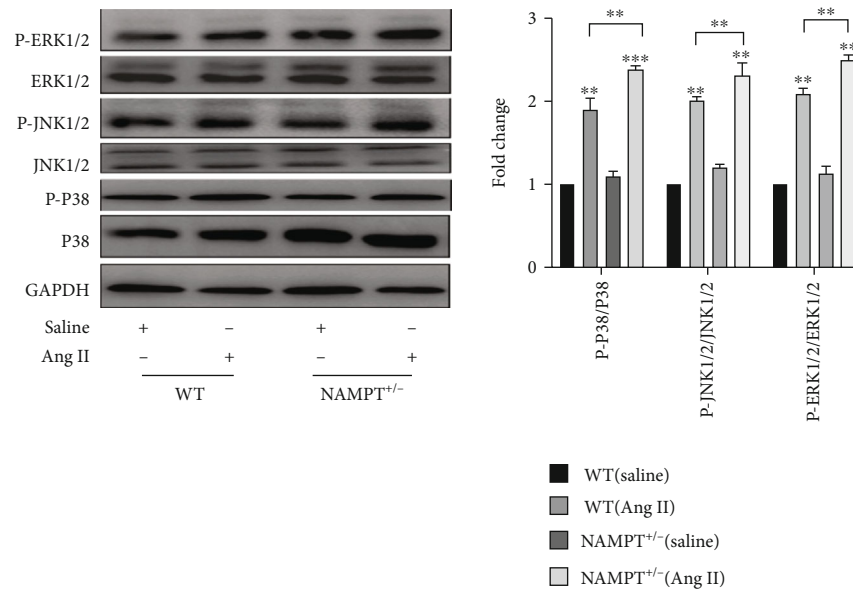 P-ERK1/2
ERK1/2
P-JNK1/2
JNK1/2
P-P38
P38
GAPDH
Saline + – + –
Ang II – + – +
WT NAMPT+/–
Fold change
3
2
1
0
** ** **
** *** ** ** ** **
P-P38/P38
P-JNK1/2/JNK1/2
P-ERK1/2/ERK1/2
WT(saline)
WT(Ang II)
NAMPT+/–(saline)
NAMPT+/–(Ang II)